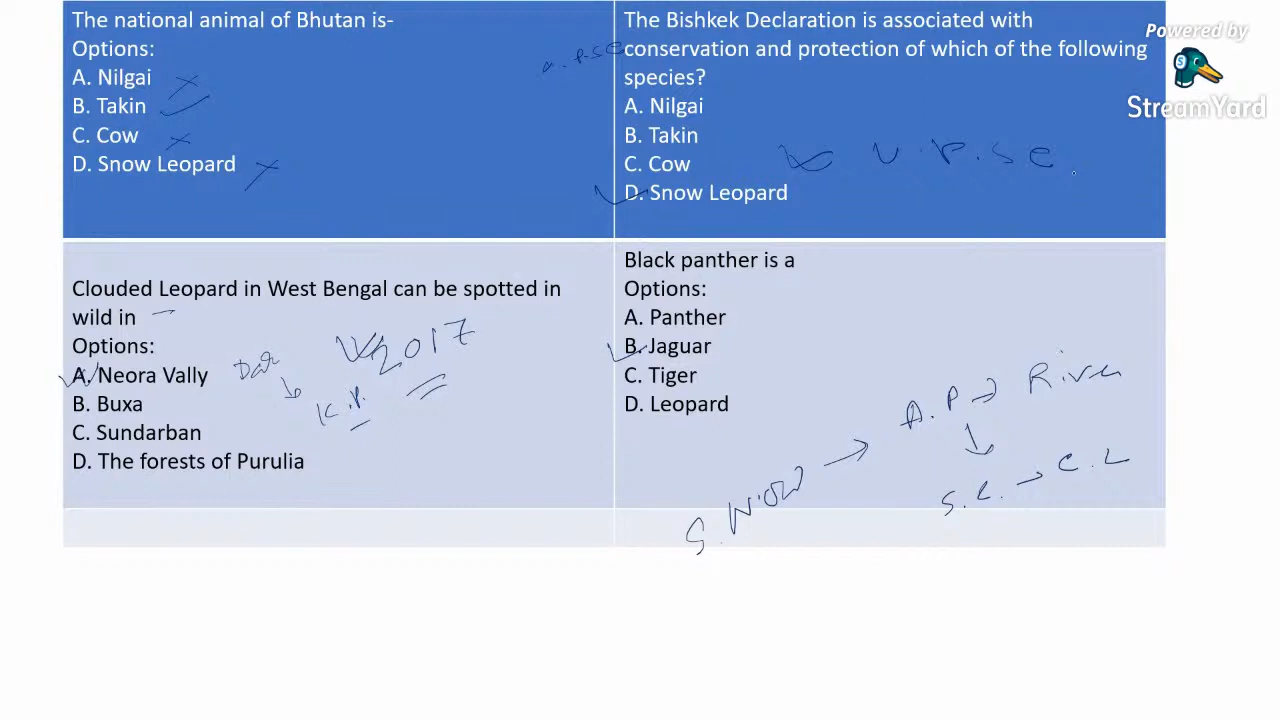 The national animal of Bhutan is-
Options:
A. Nilgai
B. Takin
C. Cow
D. Snow Leopard
The Bishkek Declaration is associated with
conservation and protection of which of the following
species?
A. Nilgai
B. Takin
C. Cow
D. Snow Leopard
U.P.S.C
Powered by
StreamYard
Clouded Leopard in West Bengal can be spotted in
wild in
Options:
A. Neora Vally
B. Buxa
C. Sundarban
D. The forests of Purulia
2017
K.P.
Black panther is a
Options:
A. Panther
B. Jaguar
C. Tiger
D. Leopard
A.P → River
S. Now →